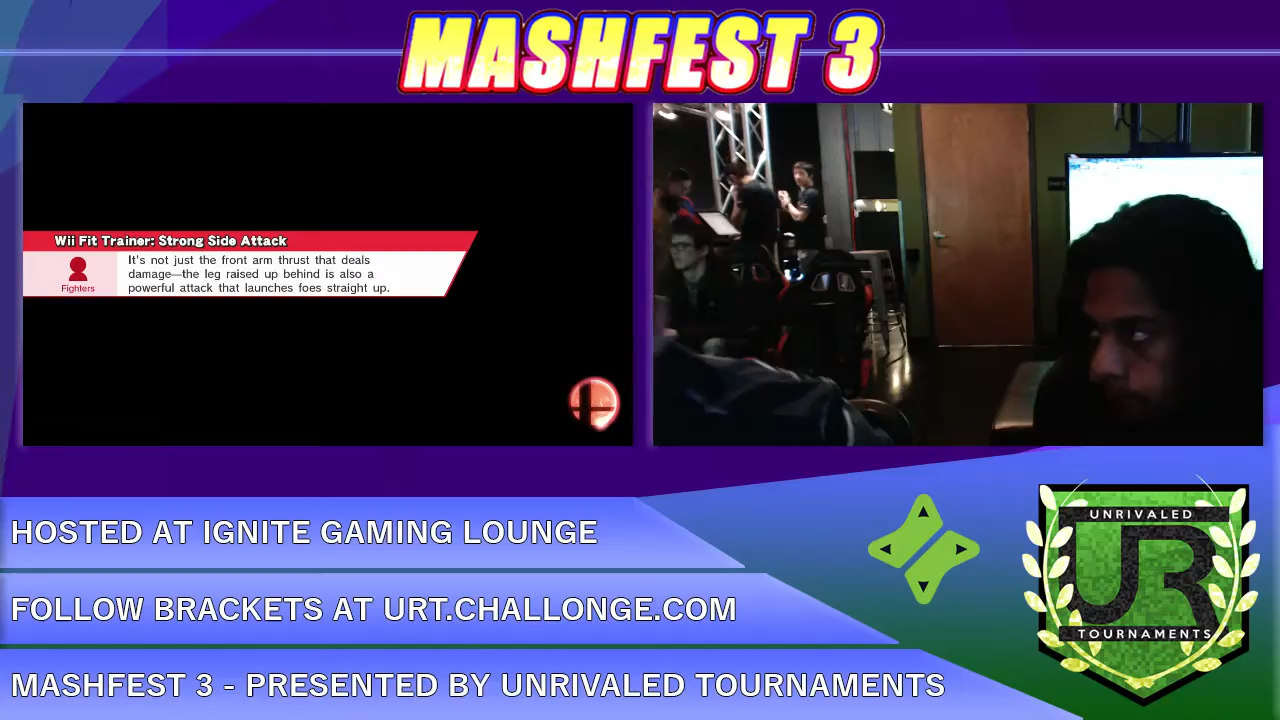 MASHFEST 3
Wii Fit Trainer: Strong Side Attack
It's not just the front arm thrust that deals
damage—the leg raised up behind is also a
powerful attack that launches foes straight up.
Fighters
HOSTED AT IGNITE GAMING LOUNGE
FOLLOW BRACKETS AT URT.CHALLONGE.COM
MASHFEST 3 - PRESENTED BY UNRIVALED TOURNAMENTS
UNRIVALED
UR
TOURNAMENTS